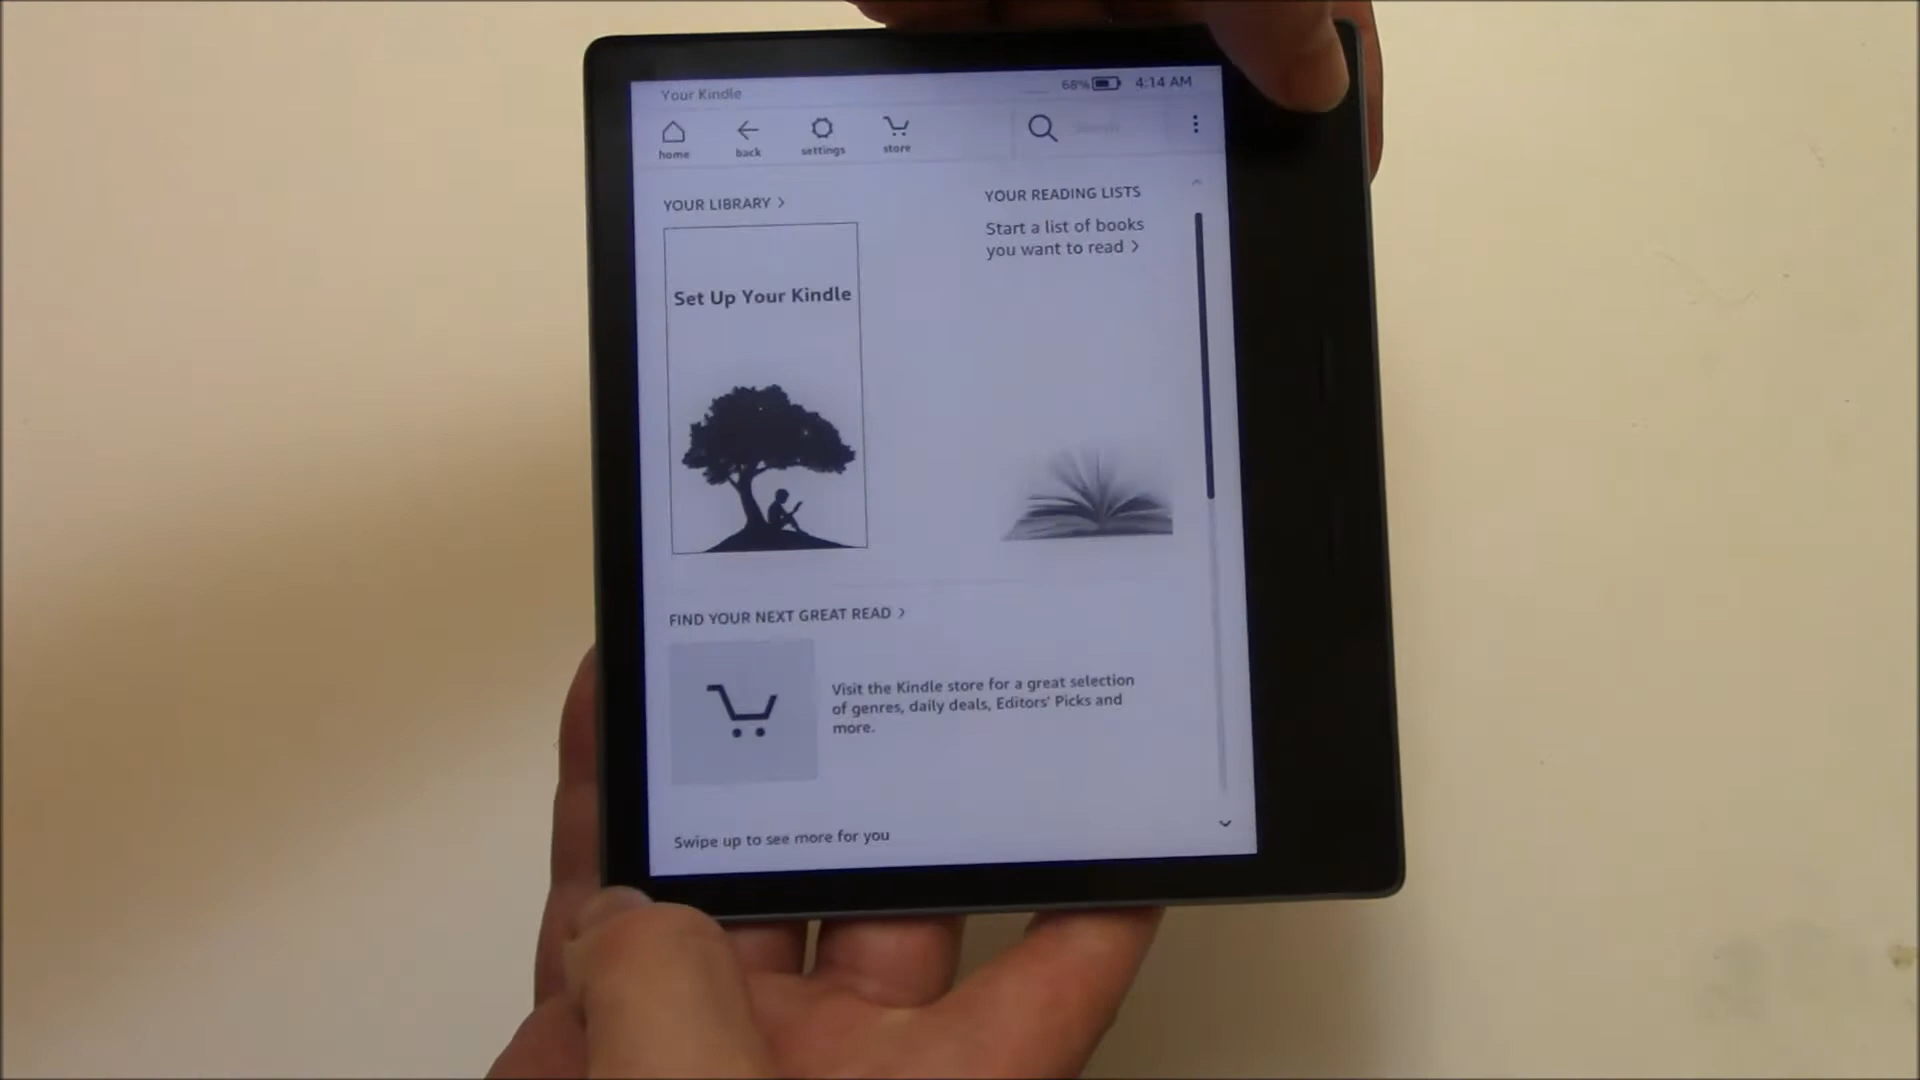 Your Kindle
68% 4:14 AM
home back settings store
YOUR LIBRARY >
Set Up Your Kindle
YOUR READING LISTS
Start a list of books
you want to read >
FIND YOUR NEXT GREAT READ >
Visit the Kindle store for a great selection
of genres, daily deals, Editors' Picks and
more.
Swipe up to see more for you